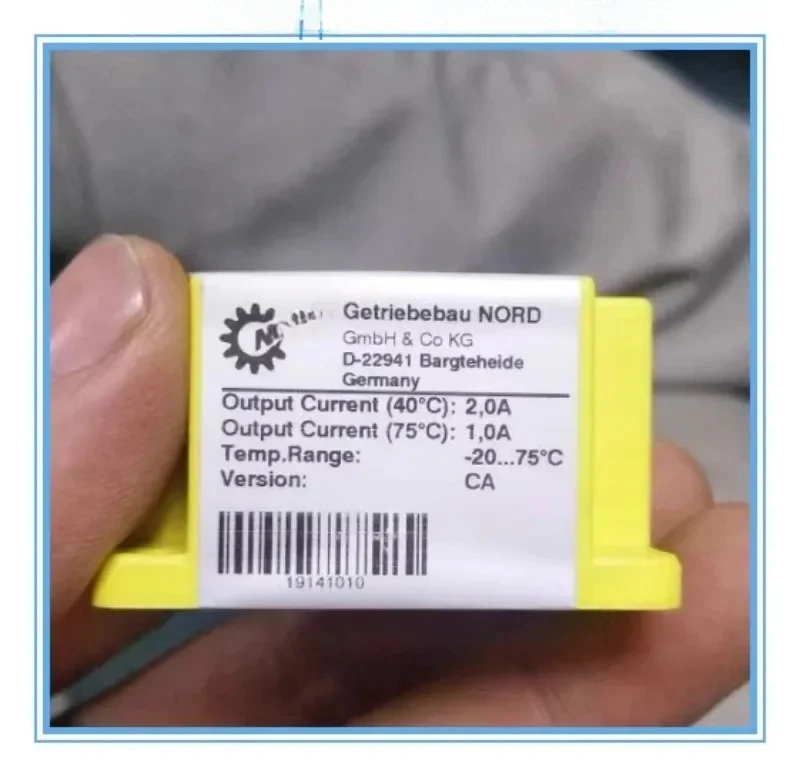 Getriebebau NORD
GmbH & Co KG
D-22941 Bargteheide
Germany
Output Current (40°C): 2,0A
Output Current (75°C): 1,0A
Temp.Range: -20...75°C
Version: CA
19141010